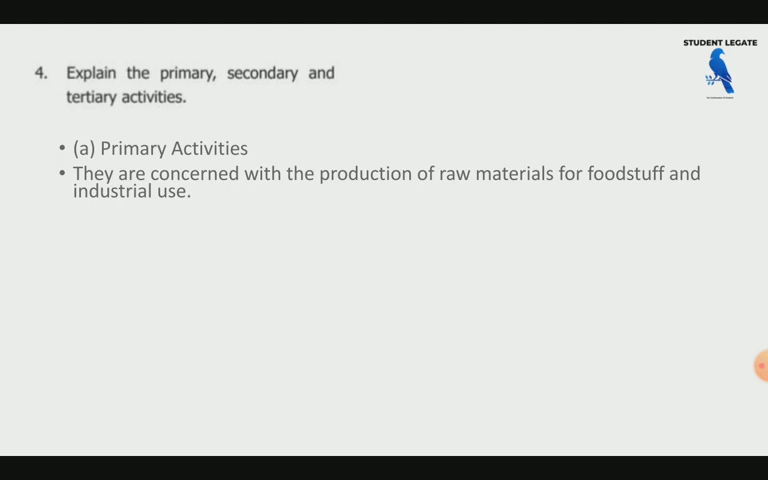 STUDENT LEGATE
4. Explain the primary, secondary and
tertiary activities.
• (a) Primary Activities
• They are concerned with the production of raw materials for foodstuff and
industrial use.